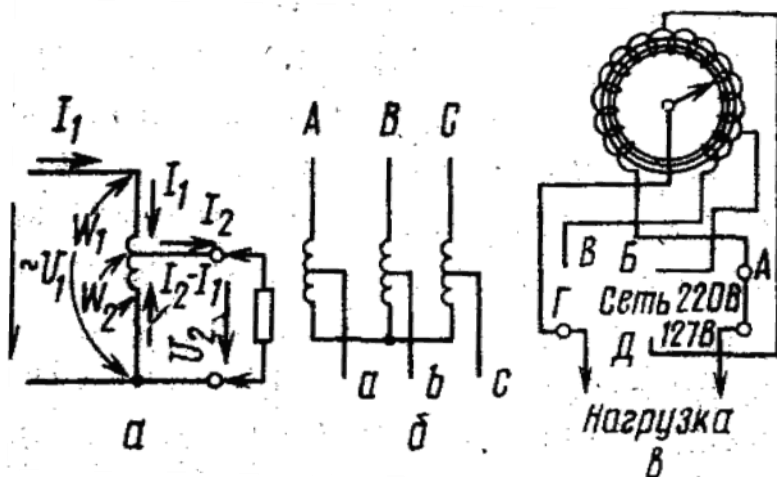 I₁
I₁
I₂
W₁
~U₁
W₂
I₂-I₁
U₂
а
A B C
a b c
б
В Б А
Г Сеть 220В
Д 127В
Нагрузка
в